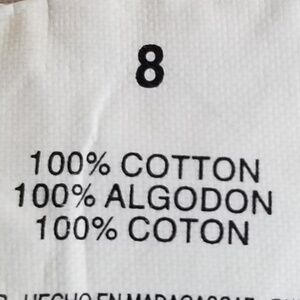 8
100% COTTON
100% ALGODON
100% COTON
HECHO EN MADAGASCAR